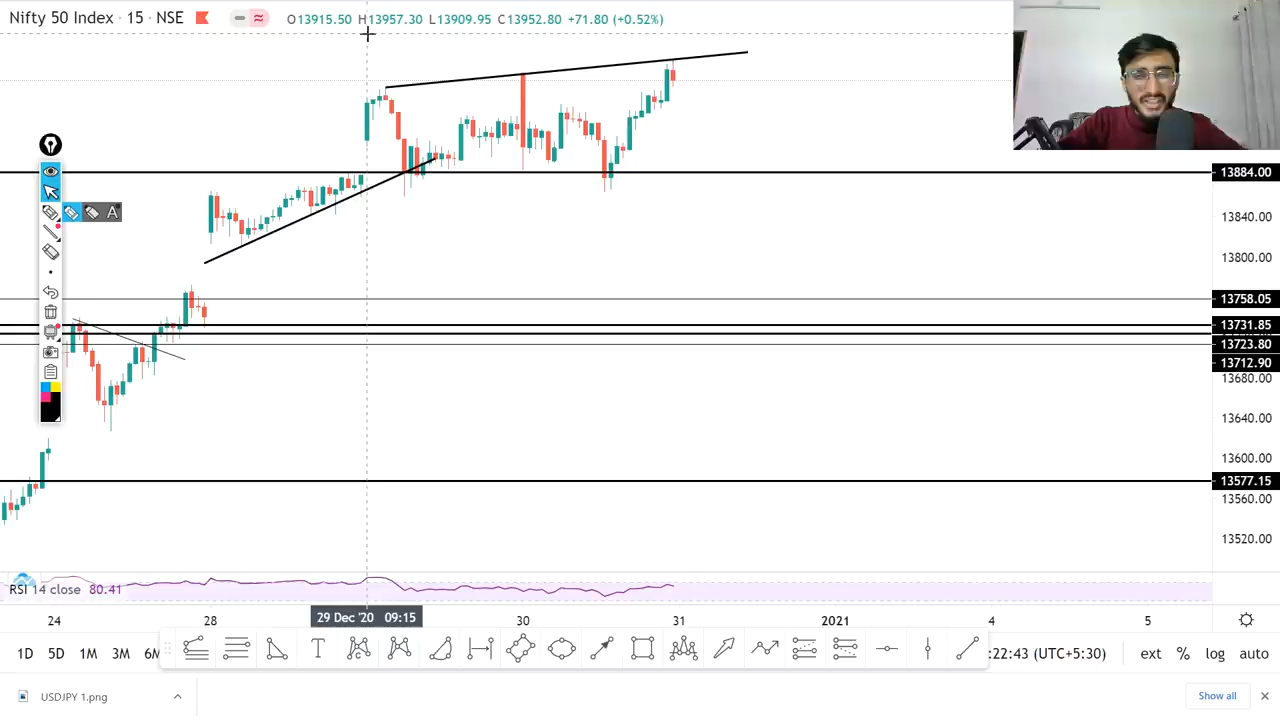 Nifty 50 Index · 15 · NSE O13915.50 H13957.30 L13909.95 C13952.80 +71.80 (+0.52%)
13884.00
13840.00
13800.00
13758.05
13731.85
13723.80
13712.90
13680.00
13640.00
13600.00
13577.15
13560.00
13520.00
A
RSI 14 close 80.41
24 28 29 Dec '20 09:15 30 31 2021 4 5
1D 5D 1M 3M 6M :22:43 (UTC+5:30) ext % log auto
USDJPY 1.png Show all